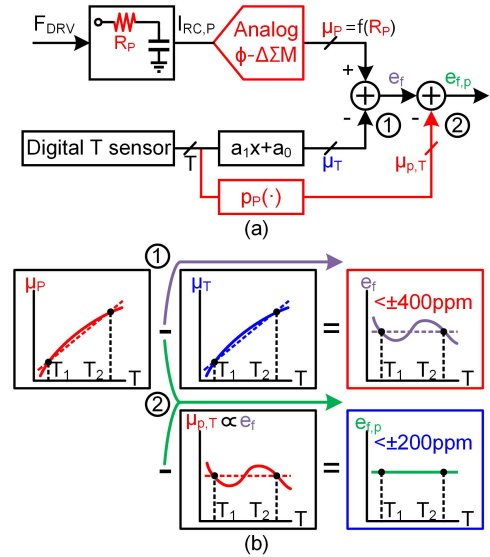 F_DRV
R_P
I_RC,P
Analog
ϕ-ΔΣM
μ_P=f(R_P)
+
-
e_f
1
-
e_f,p
2
Digital T sensor
T
a_1x+a_0
μ_T
μ_p,T
p_P(·)
(a)
1
μ_P
T_1
T_2
T
-
μ_T
T_1
T_2
T
=
e_f
<±400ppm
T_1
T_2
T
2
-
μ_p,T ∝ e_f
T_1
T_2
T
=
e_f,p
<±200ppm
T_1
T_2
T
(b)